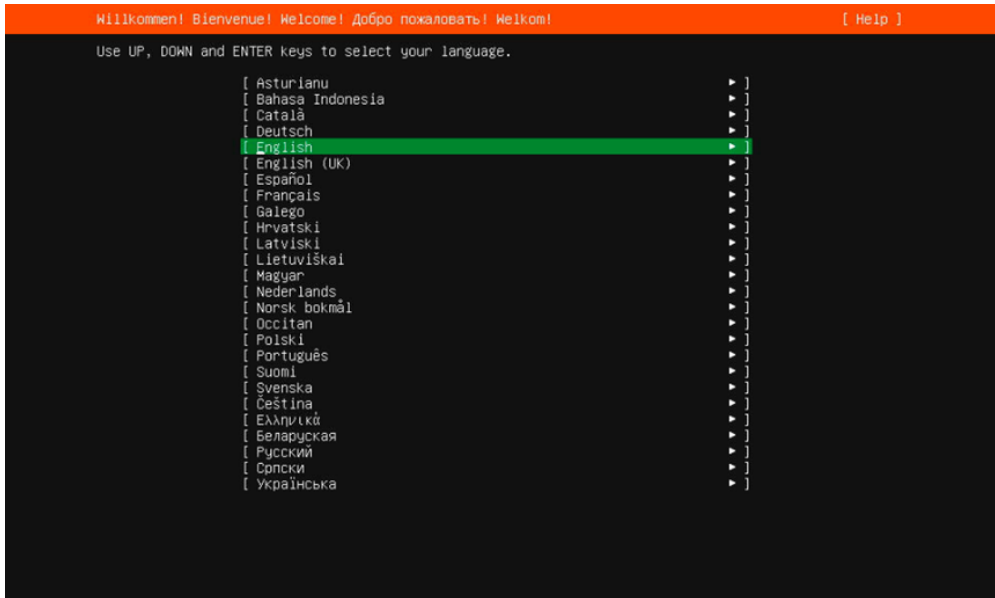 Willkommen! Bienvenue! Welcome! Добро пожаловать! Welkom! [ Help ]
Use UP, DOWN and ENTER keys to select your language.
[ Asturianu ▸ ]
[ Bahasa Indonesia ▸ ]
[ Català ▸ ]
[ Deutsch ▸ ]
[ English ▸ ]
[ English (UK) ▸ ]
[ Español ▸ ]
[ Français ▸ ]
[ Galego ▸ ]
[ Hrvatski ▸ ]
[ Latviski ▸ ]
[ Lietuviškai ▸ ]
[ Magyar ▸ ]
[ Nederlands ▸ ]
[ Norsk bokmål ▸ ]
[ Occitan ▸ ]
[ Polski ▸ ]
[ Português ▸ ]
[ Suomi ▸ ]
[ Svenska ▸ ]
[ Čeština ▸ ]
[ Ελληνικά ▸ ]
[ Беларуская ▸ ]
[ Русский ▸ ]
[ Српски ▸ ]
[ Українська ▸ ]